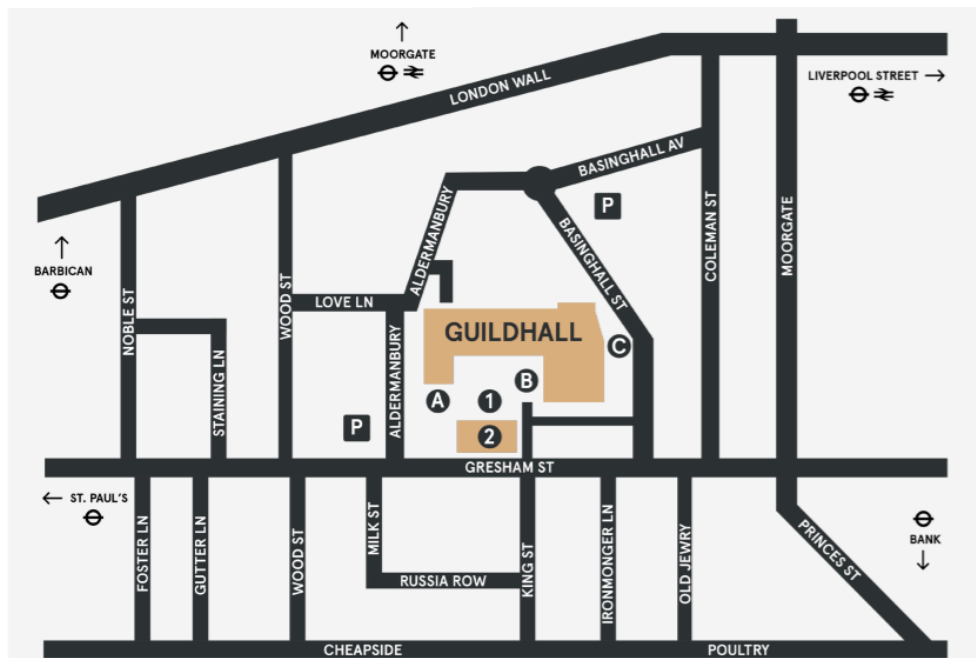 MOORGATE
LONDON WALL
LIVERPOOL STREET
BASINGHALL AV
P
ALDERMANBURY
BASINGHALL ST
COLEMAN ST
MOORGATE
BARBICAN
NOBLE ST
WOOD ST
LOVE LN
GUILDHALL
C
STAINING LN
ALDERMANBURY
A
B
1
P
2
GRESHAM ST
ST. PAUL'S
FOSTER LN
GUTTER LN
WOOD ST
MILK ST
RUSSIA ROW
KING ST
IRONMONGER LN
OLD JEWRY
PRINCES ST
BANK
CHEAPSIDE
POULTRY